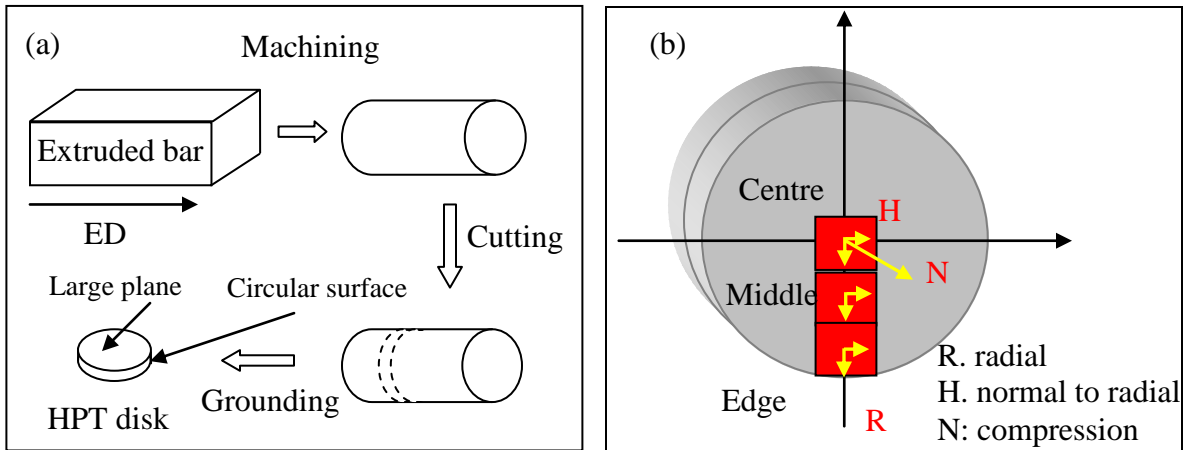 (a)
Machining
Extruded bar
ED
Cutting
Large plane
Circular surface
Grounding
HPT disk
(b)
Centre
H
N
Middle
Edge
R
R. radial
H. normal to radial
N: compression